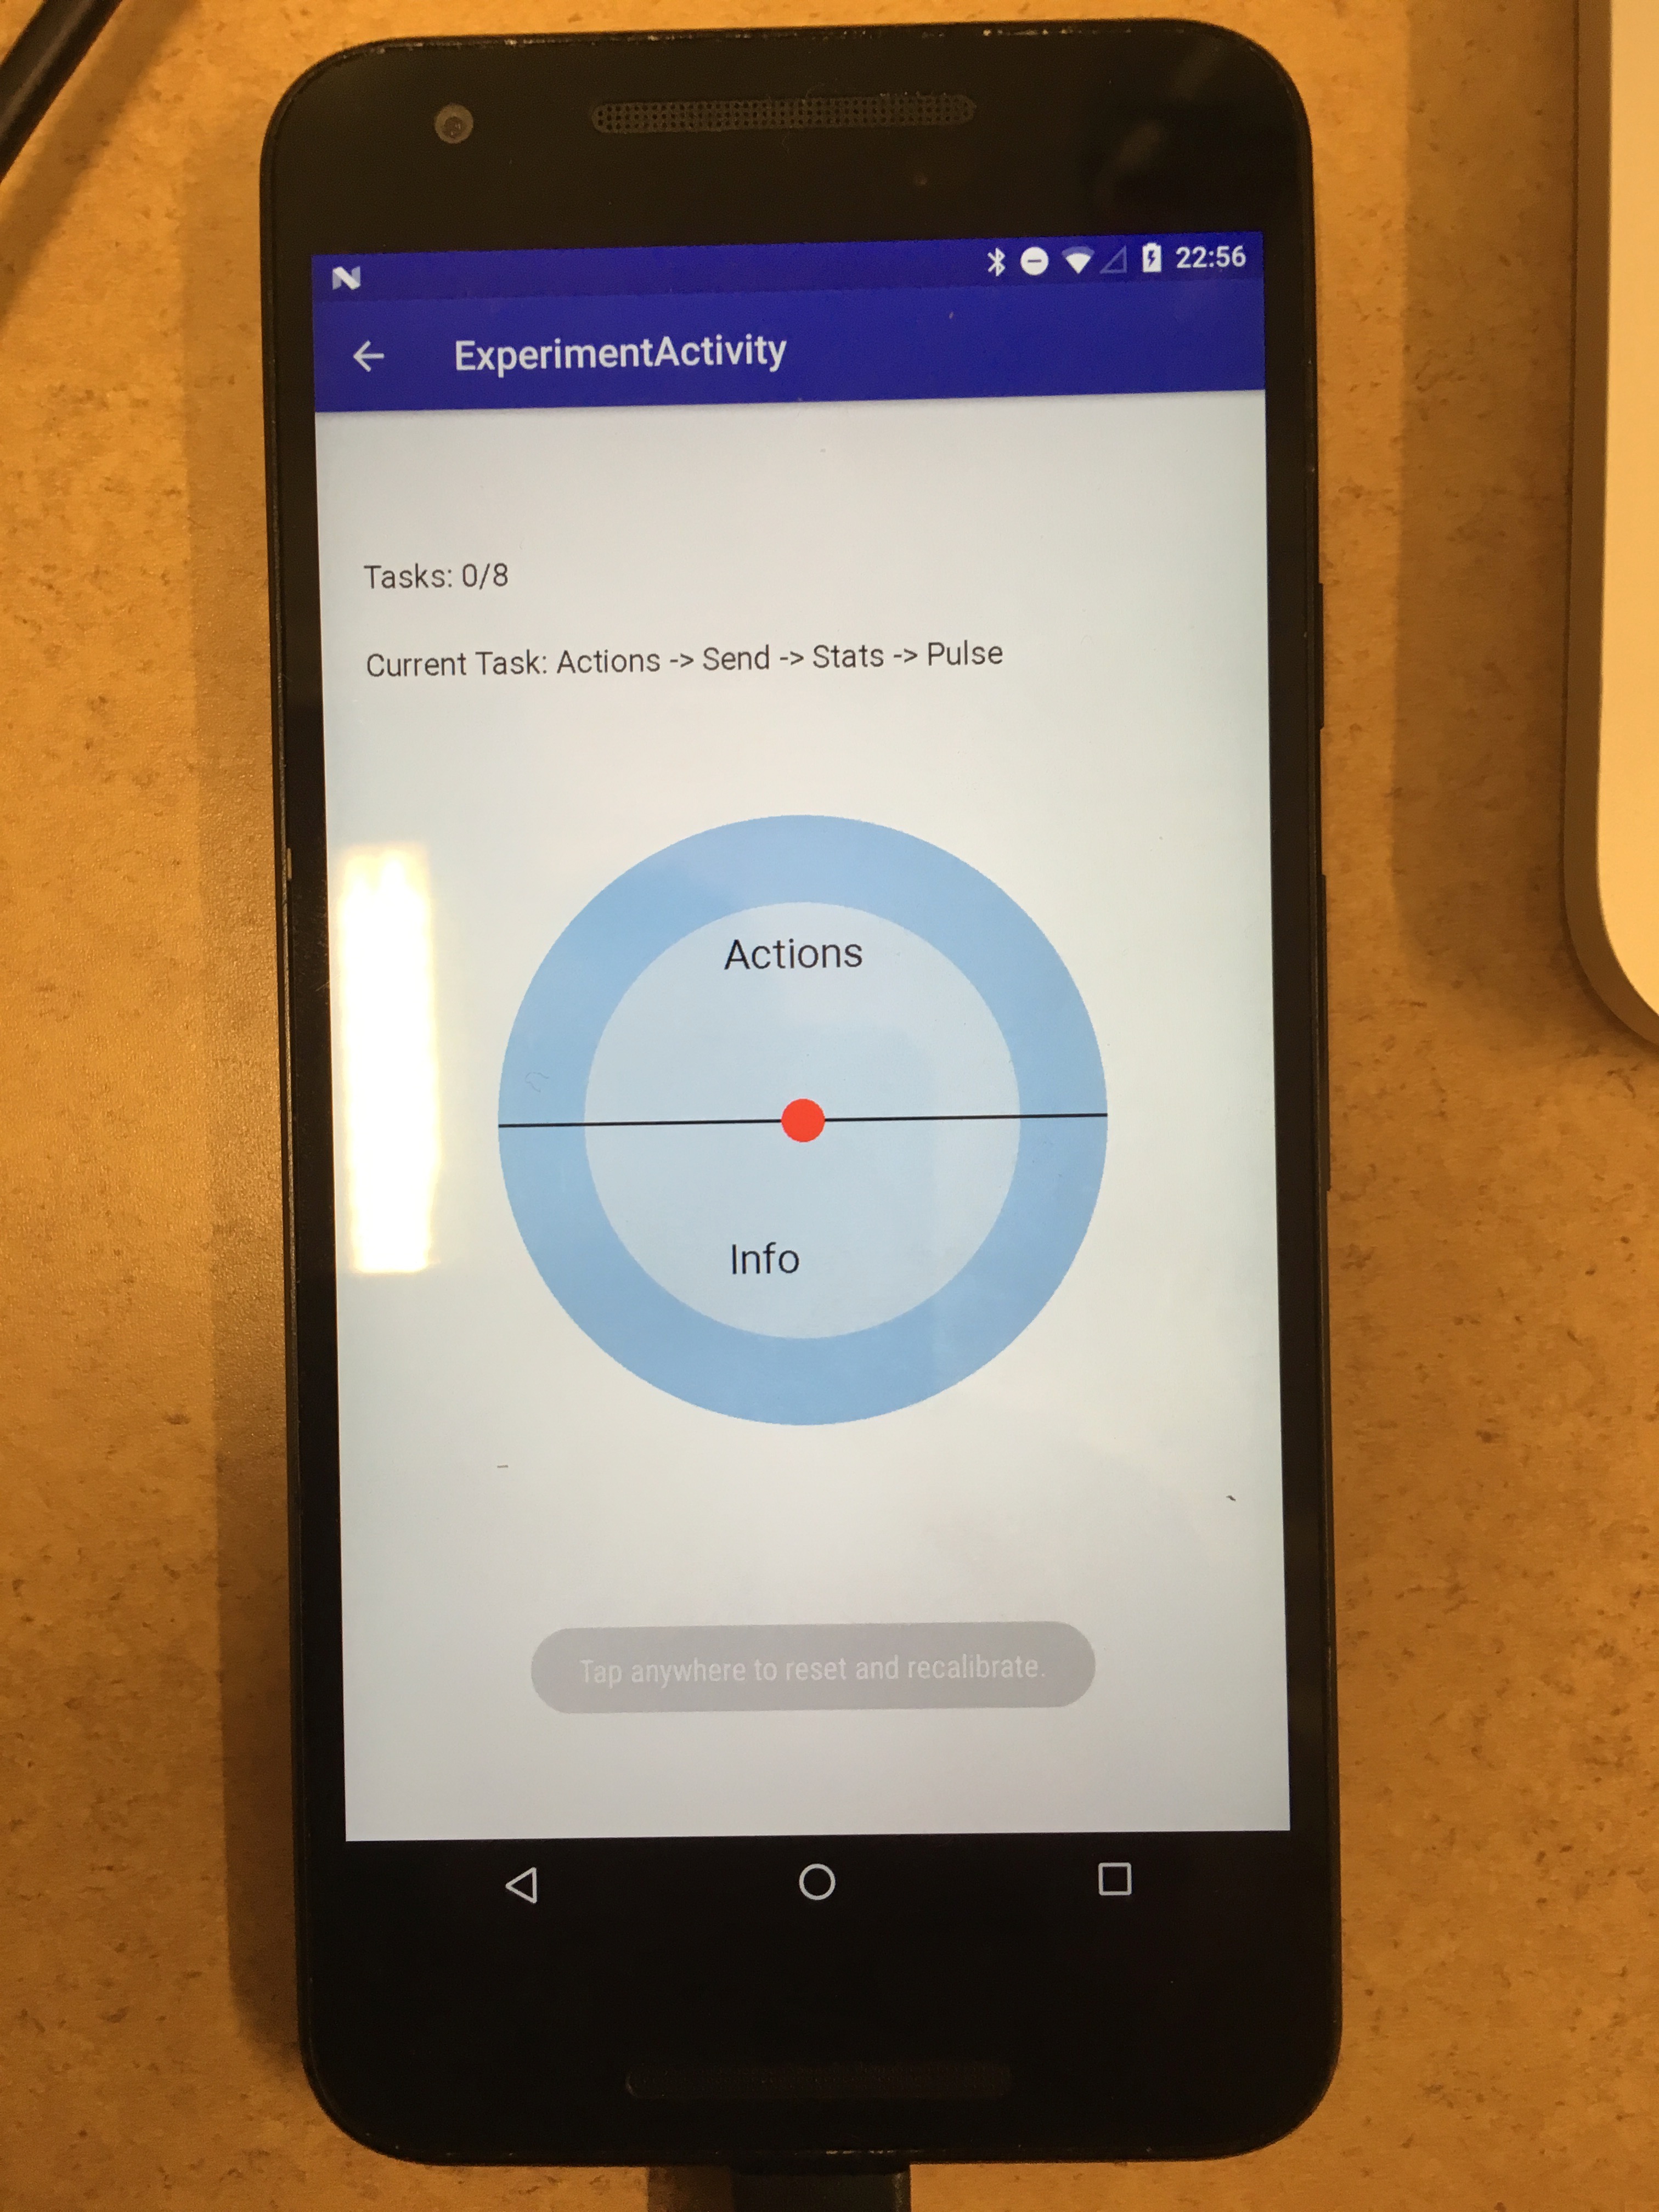 22:56
ExperimentActivity
Tasks: 0/8
Current Task: Actions -> Send -> Stats -> Pulse
Actions
Info
Tap anywhere to reset and recalibrate.